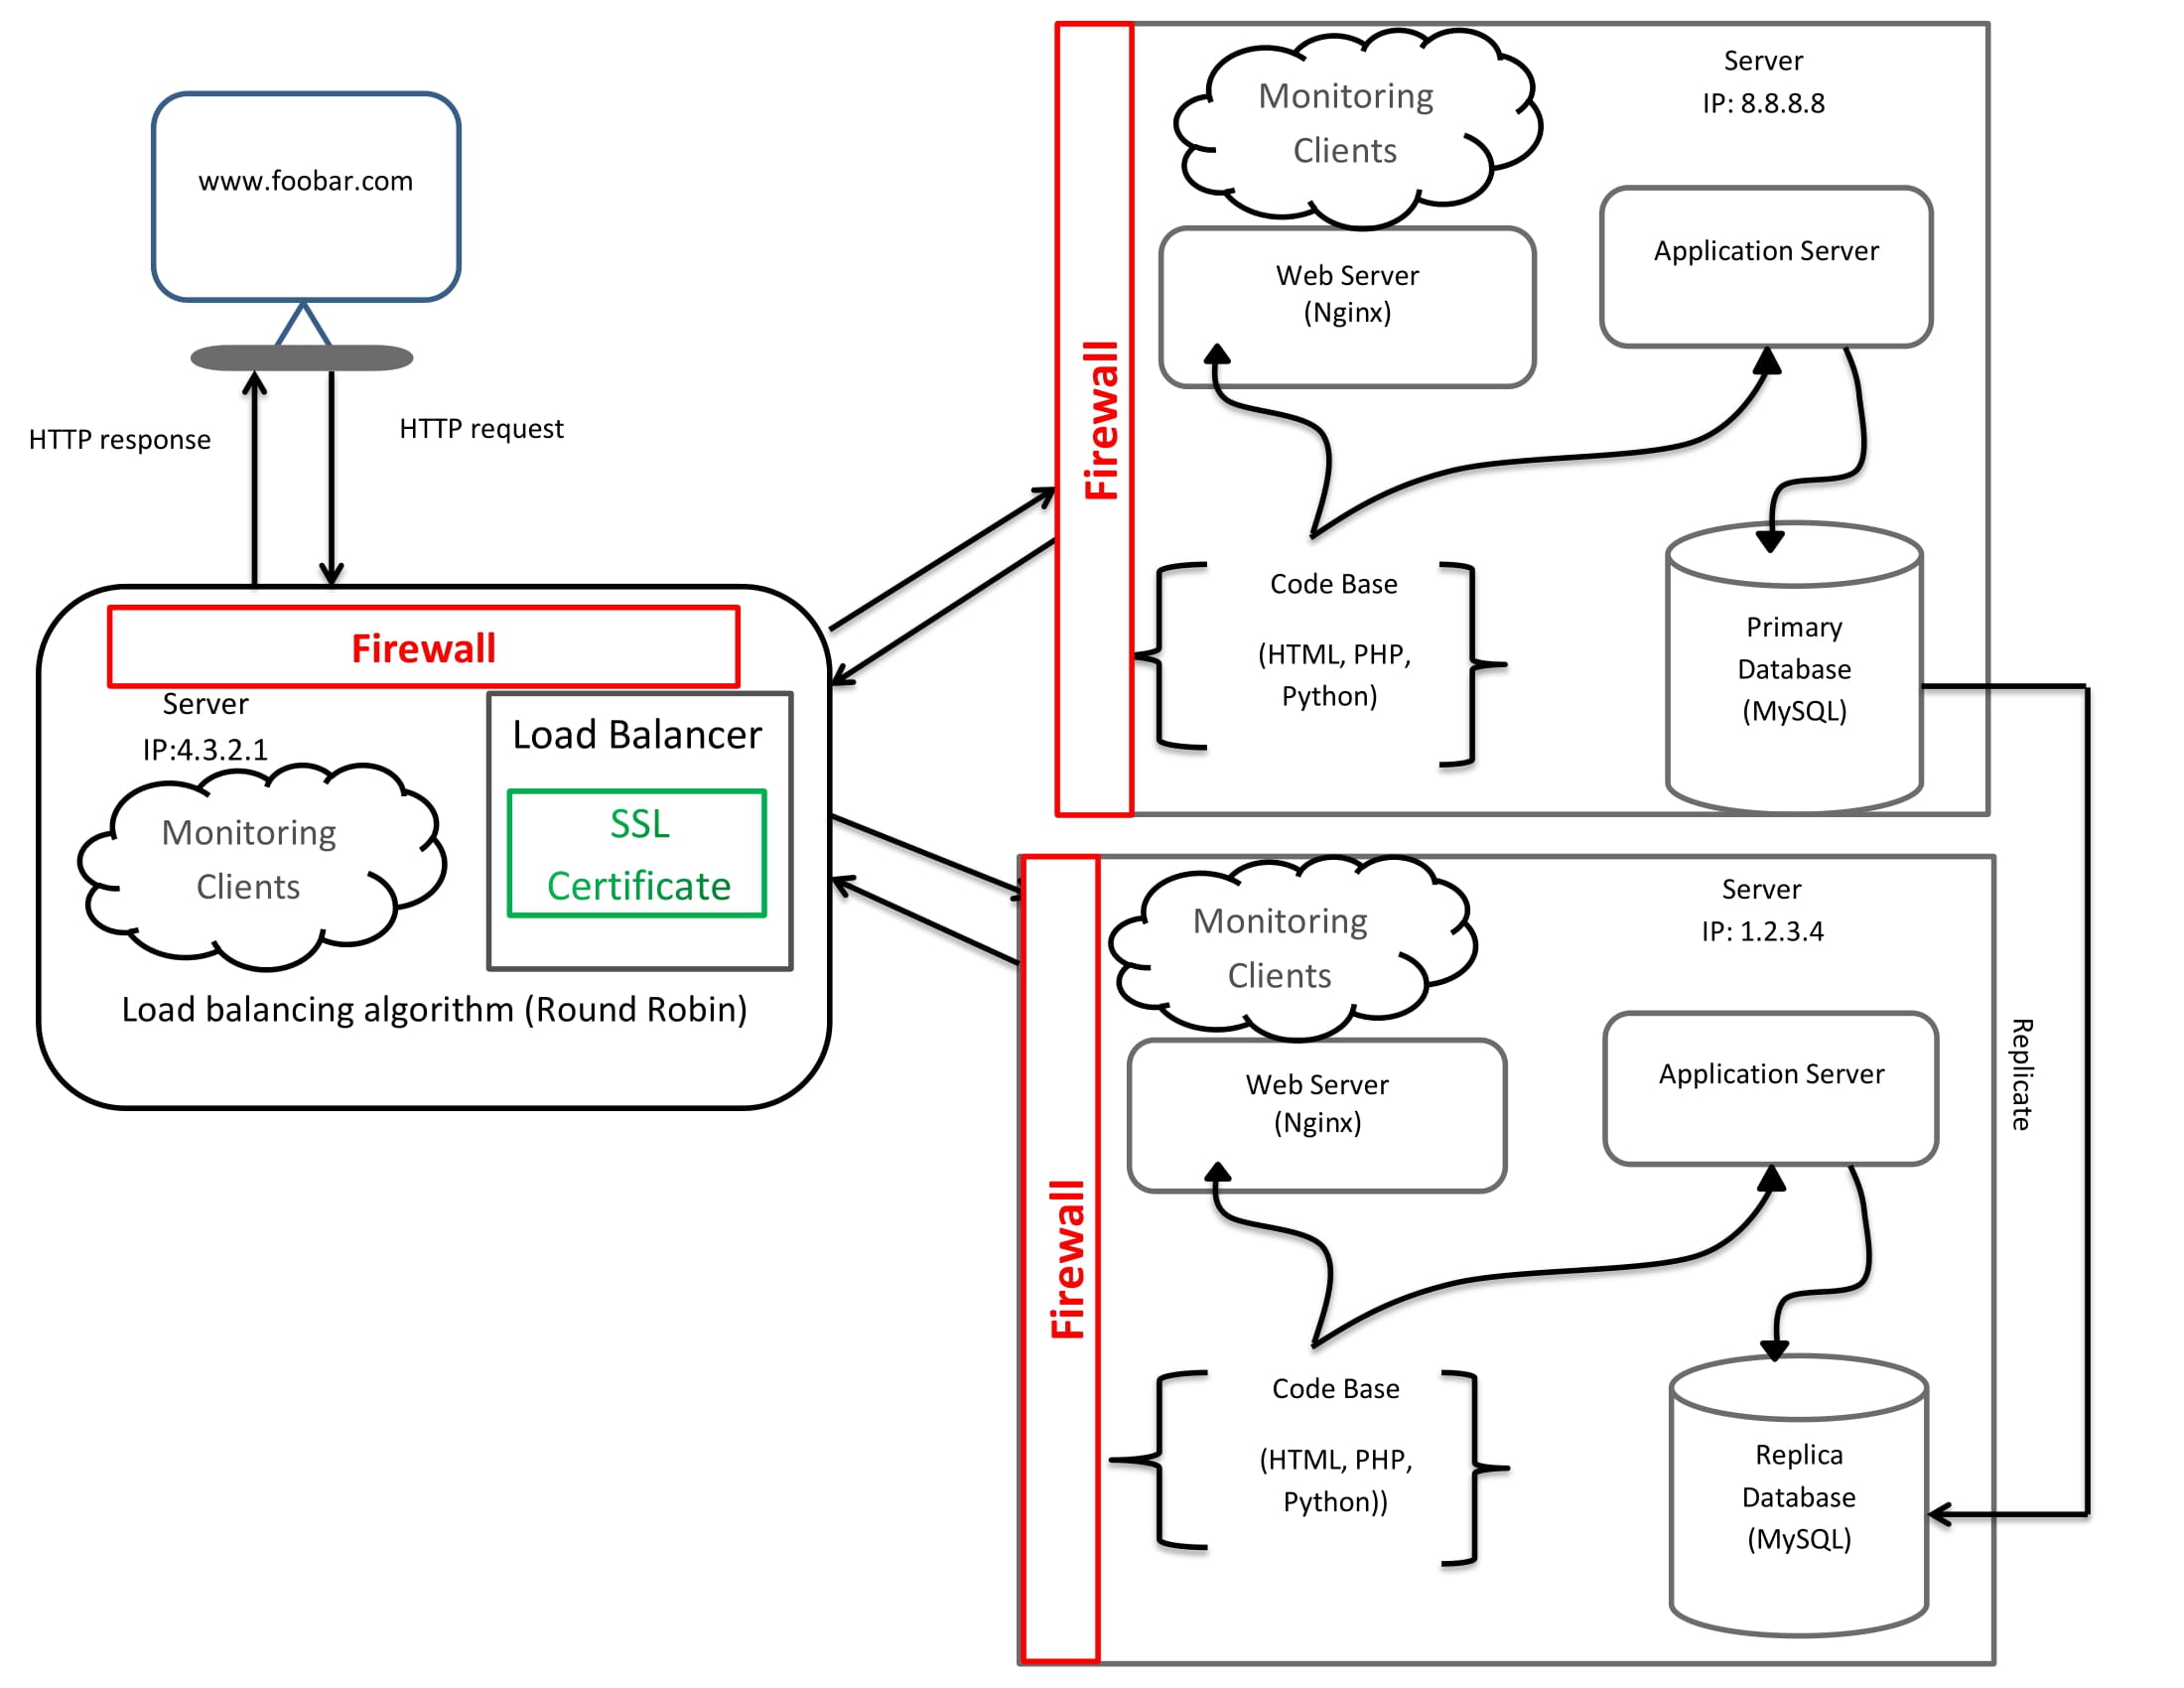 www.foobar.com
HTTP response
HTTP request
Firewall
Server
IP:4.3.2.1
Monitoring
Clients
Load Balancer
SSL
Certificate
Load balancing algorithm (Round Robin)
Firewall
Monitoring
Clients
Server
IP: 8.8.8.8
Web Server
(Nginx)
Application Server
Code Base
(HTML, PHP,
Python)
Primary
Database
(MySQL)
Firewall
Monitoring
Clients
Server
IP: 1.2.3.4
Web Server
(Nginx)
Application Server
Code Base
(HTML, PHP,
Python))
Replica
Database
(MySQL)
Replicate